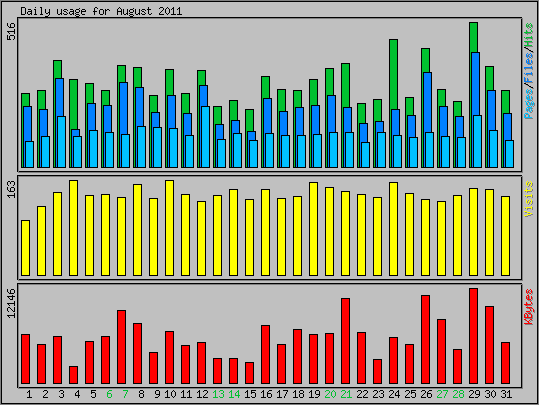 Daily usage for August 2011
516
Pages/Files/Hits
163
Visits
12146
KBytes
1 2 3 4 5 6 7 8 9 10 11 12 13 14 15 16 17 18 19 20 21 22 23 24 25 26 27 28 29 30 31